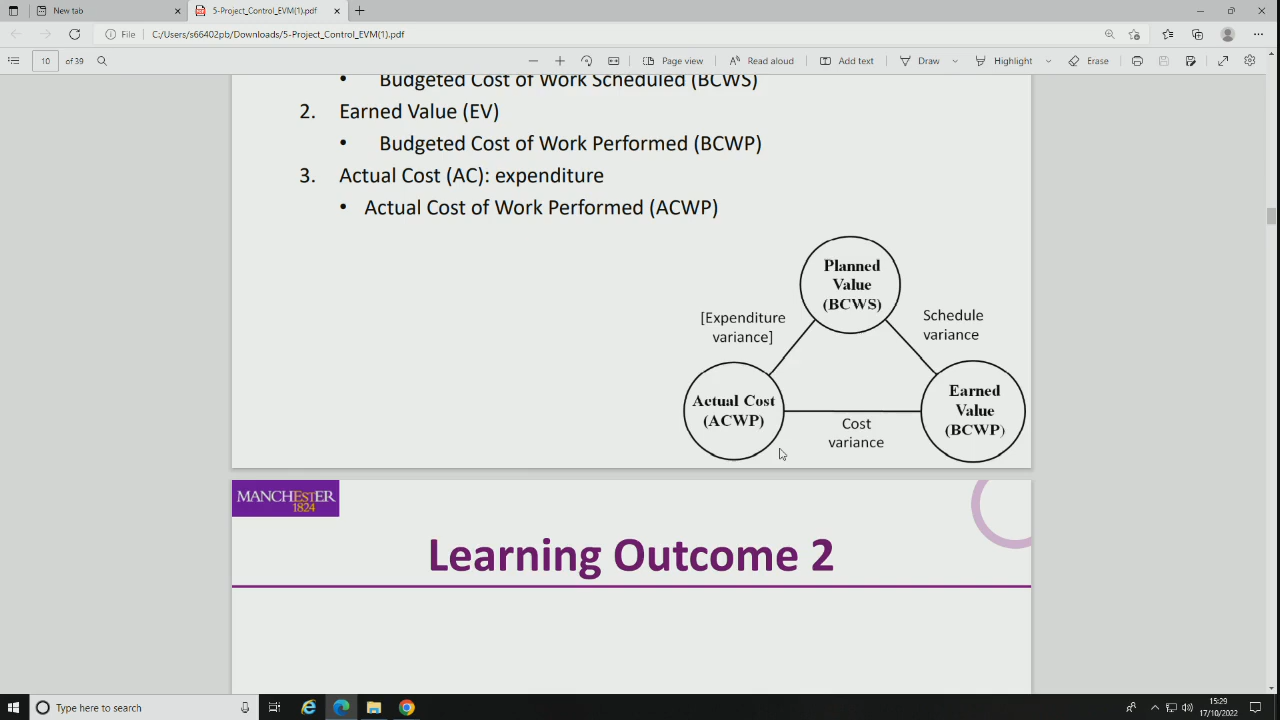 New tab
5-Project_Control_EVM(1).pdf
File
C:/Users/s66402pb/Downloads/5-Project_Control_EVM(1).pdf
10 of 39
Page view
Read aloud
Add text
Draw
Highlight
Erase
• Budgeted Cost of Work Scheduled (BCWS)
2. Earned Value (EV)
• Budgeted Cost of Work Performed (BCWP)
3. Actual Cost (AC): expenditure
• Actual Cost of Work Performed (ACWP)
Planned
Value
(BCWS)
[Expenditure
variance]
Schedule
variance
Actual Cost
(ACWP)
Earned
Value
(BCWP)
Cost
variance
MANCHESTER
1824
Learning Outcome 2
Type here to search
15:29
17/10/2022